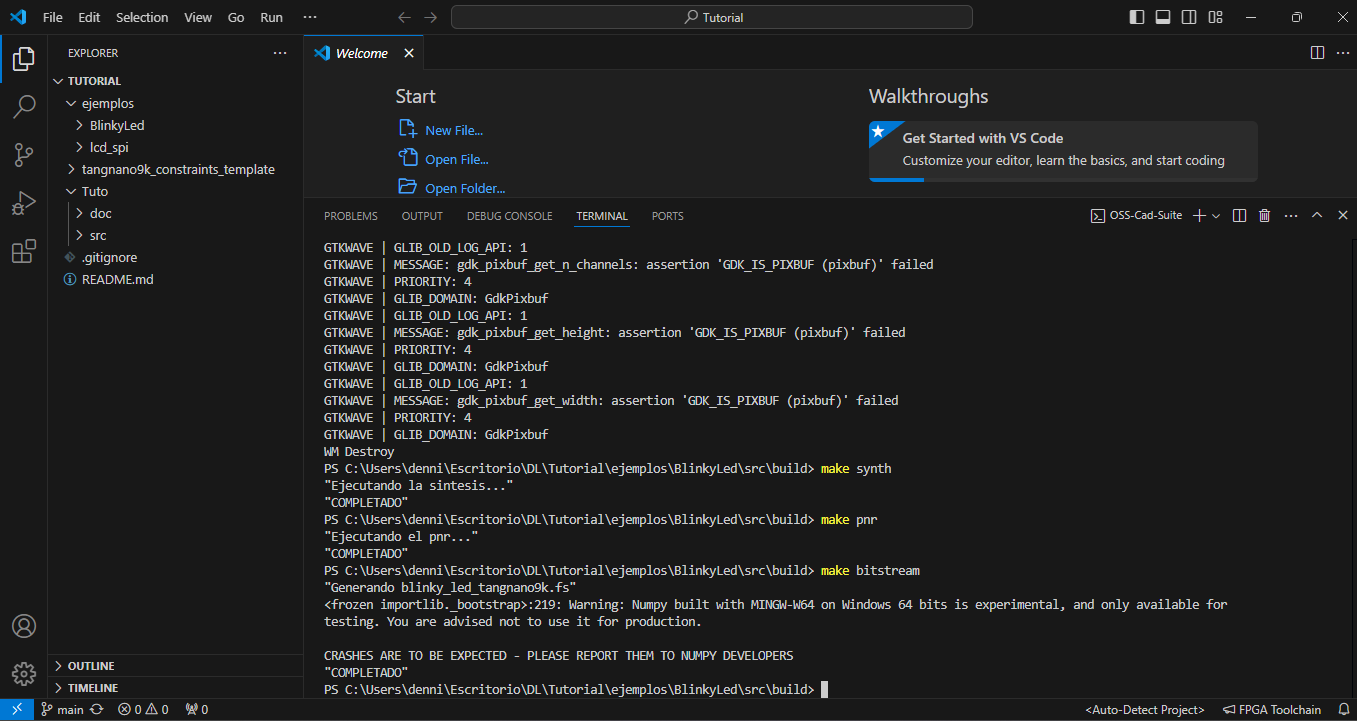 File Edit Selection View Go Run ···
Tutorial
EXPLORER ···
TUTORIAL
ejemplos
BlinkyLed
lcd_spi
tangnano9k_constraints_template
Tuto
doc
src
.gitignore
README.md
OUTLINE
TIMELINE
Welcome
Start
New File...
Open File...
Open Folder...
Walkthroughs
Get Started with VS Code
Customize your editor, learn the basics, and start coding
PROBLEMS OUTPUT DEBUG CONSOLE TERMINAL PORTS
OSS-Cad-Suite
GTKWAVE | GLIB_OLD_LOG_API: 1
GTKWAVE | MESSAGE: gdk_pixbuf_get_n_channels: assertion 'GDK_IS_PIXBUF (pixbuf)' failed
GTKWAVE | PRIORITY: 4
GTKWAVE | GLIB_DOMAIN: GdkPixbuf
GTKWAVE | GLIB_OLD_LOG_API: 1
GTKWAVE | MESSAGE: gdk_pixbuf_get_height: assertion 'GDK_IS_PIXBUF (pixbuf)' failed
GTKWAVE | PRIORITY: 4
GTKWAVE | GLIB_DOMAIN: GdkPixbuf
GTKWAVE | GLIB_OLD_LOG_API: 1
GTKWAVE | MESSAGE: gdk_pixbuf_get_width: assertion 'GDK_IS_PIXBUF (pixbuf)' failed
GTKWAVE | PRIORITY: 4
GTKWAVE | GLIB_DOMAIN: GdkPixbuf
WM Destroy
PS C:\Users\denni\Escritorio\DL\Tutorial\ejemplos\BlinkyLed\src\build> make synth
"Ejecutando la sintesis..."
"COMPLETADO"
PS C:\Users\denni\Escritorio\DL\Tutorial\ejemplos\BlinkyLed\src\build> make pnr
"Ejecutando el pnr..."
"COMPLETADO"
PS C:\Users\denni\Escritorio\DL\Tutorial\ejemplos\BlinkyLed\src\build> make bitstream
"Generando blinky_led_tangnano9k.fs"
<frozen importlib._bootstrap>:219: Warning: Numpy built with MINGW-W64 on Windows 64 bits is experimental, and only available for
testing. You are advised not to use it for production.
CRASHES ARE TO BE EXPECTED - PLEASE REPORT THEM TO NUMPY DEVELOPERS
"COMPLETADO"
PS C:\Users\denni\Escritorio\DL\Tutorial\ejemplos\BlinkyLed\src\build>
main 0 0 0 <Auto-Detect Project> FPGA Toolchain